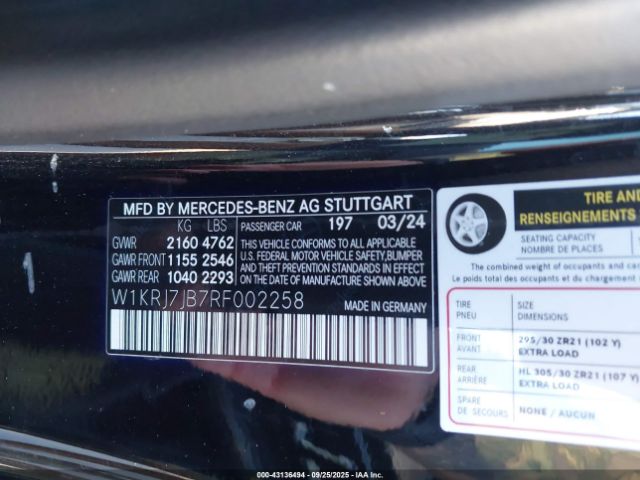 MFD BY MERCEDES-BENZ AG STUTTGART
KG LBS PASSENGER CAR 197 03/24
GVWR 2160 4762
GAWR FRONT 1155 2546
GAWR REAR 1040 2293
THIS VEHICLE CONFORMS TO ALL APPLICABLE
U.S. FEDERAL MOTOR VEHICLE SAFETY,BUMPER
AND THEFT PREVENTION STANDARDS IN EFFECT
ON THE DATE OF MANUFACTURE SHOWN ABOVE
W1KRJ7JB7RF002258
MADE IN GERMANY
TIRE AND
RENSEIGNEMENTS
SEATING CAPACITY
NOMBRE DE PLACES
The combined weight of occupants and car
Le poids total des occupants et du
TIRE SIZE
PNEU DIMENSIONS
FRONT 295/30 ZR21 (102 Y)
AVANT EXTRA LOAD
REAR HL 305/30 ZR21 (107 Y)
ARRIÈRE EXTRA LOAD
SPARE NONE / AUCUN
DE SECOURS
000-43136494 - 09/25/2025 - www.iaai.com